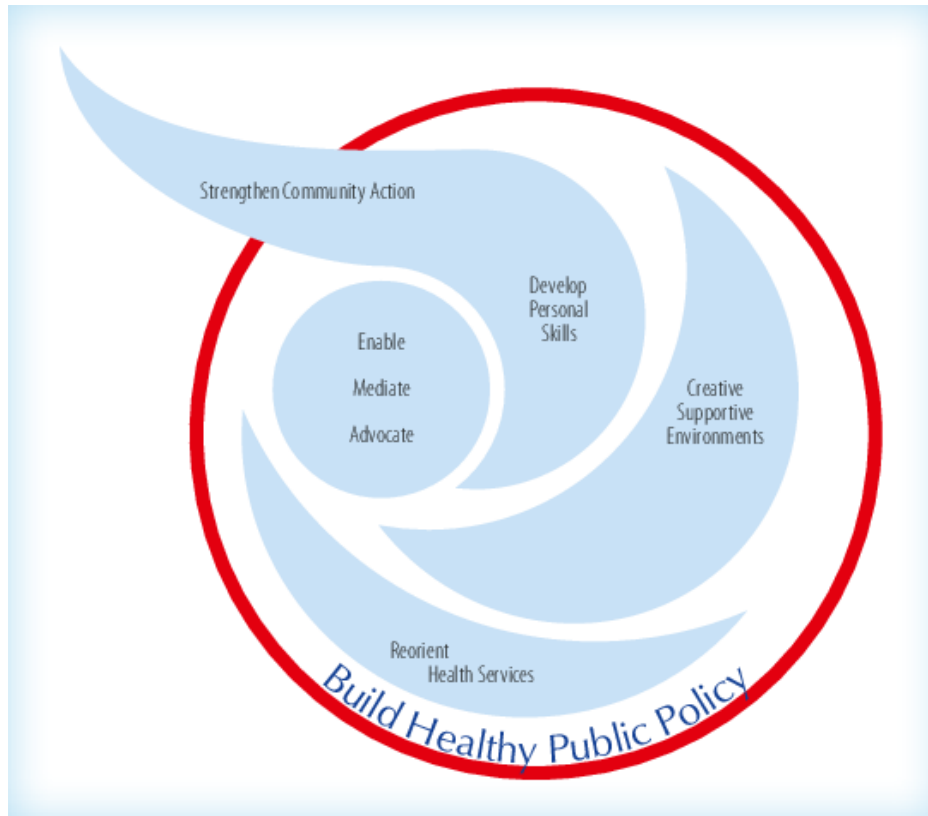 Strengthen Community Action
Develop
Personal
Skills
Enable
Mediate
Advocate
Creative
Supportive
Environments
Reorient
Health Services
Build Healthy Public Policy